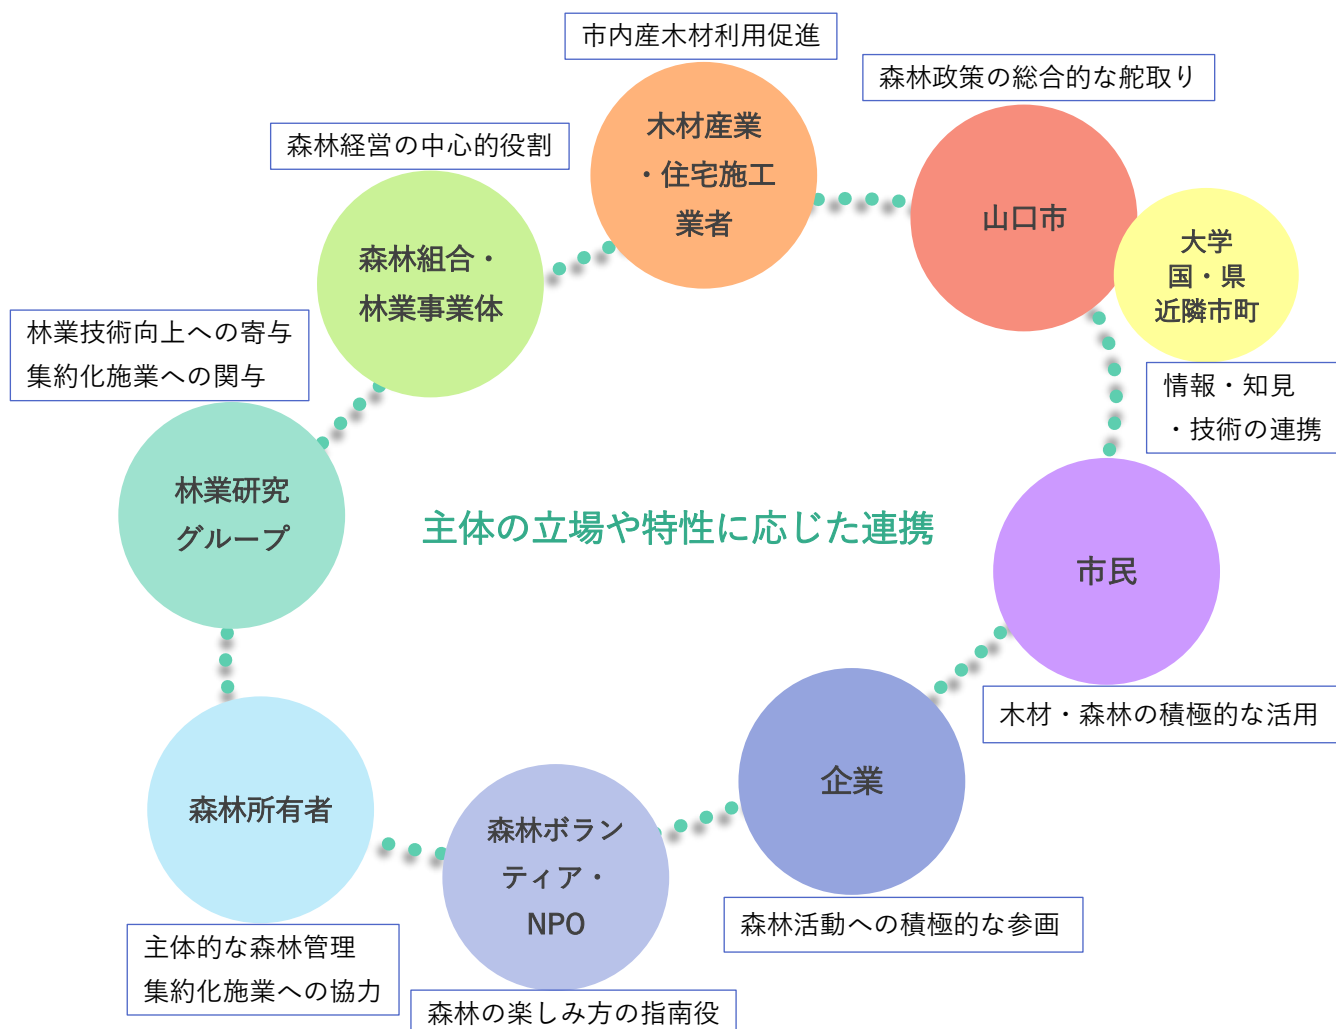 市内産木材利用促進
森林政策の総合的な舵取り
木材産業
・住宅施工
業者
森林経営の中心的役割
山口市
大学
国・県
近隣市町
森林組合・
林業事業体
林業技術向上への寄与
集約化施業への関与
情報・知見
・技術の連携
林業研究
グループ
主体の立場や特性に応じた連携
市民
木材・森林の積極的な活用
企業
森林所有者
森林ボラン
ティア・
NPO
森林活動への積極的な参画
主体的な森林管理
集約化施業への協力
森林の楽しみ方の指南役